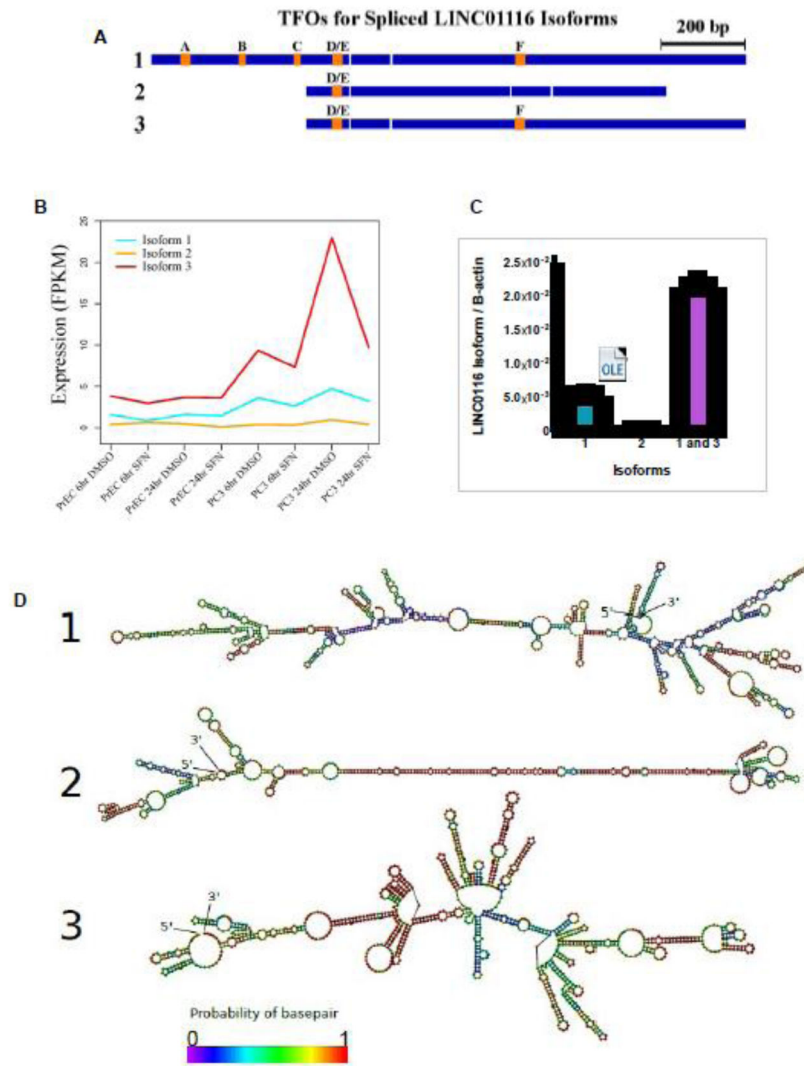 TFOs for Spliced LINC01116 Isoforms
A
200 bp
A B C D/E F
1
D/E
2
D/E F
3
B
Expression (FPKM)
25
20
15
10
5
0
Isoform 1
Isoform 2
Isoform 3
PrEC 6hr DMSO
PrEC 6hr SFN
PrEC 24hr DMSO
PrEC 24hr SFN
PC3 6hr DMSO
PC3 6hr SFN
PC3 24hr DMSO
PC3 24hr SFN
C
LINC0116 Isoform / B-actin
2.5x10-2
2.0x10-2
1.5x10-2
1.0x10-2
5.0x10-3
0
OLE
1 2 1 and 3
Isoforms
D
1
5' 3'
2
3'
5'
3
3'
5'
Probability of basepair
0 1